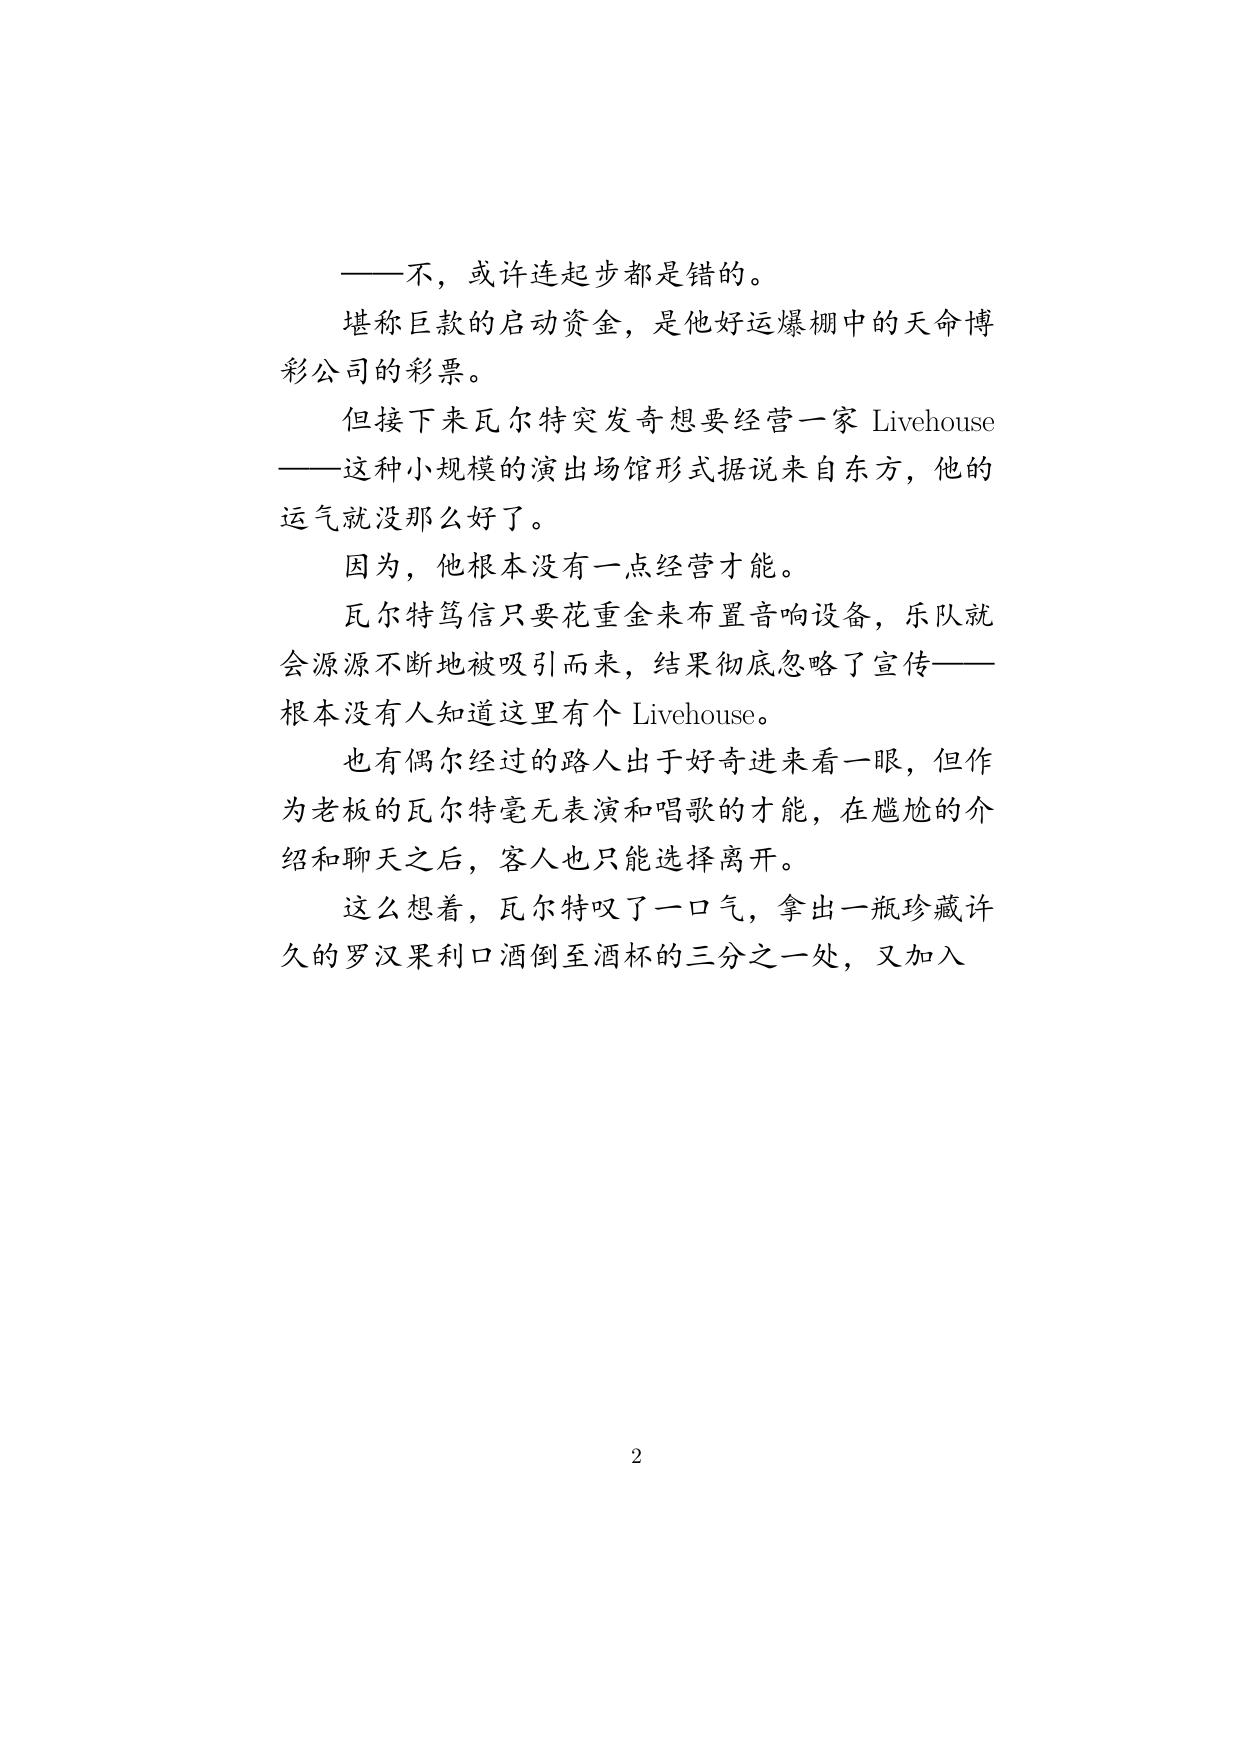 ——不，或许连起步都是错的。
堪称巨款的启动资金，是他好运爆棚中的天命博
彩公司的彩票。
但接下来瓦尔特突发奇想要经营一家 Livehouse
——这种小规模的演出场馆形式据说来自东方，他的
运气就没那么好了。
因为，他根本没有一点经营才能。
瓦尔特笃信只要花重金来布置音响设备，乐队就
会源源不断地被吸引而来，结果彻底忽略了宣传——
根本没有人知道这里有个 Livehouse。
也有偶尔经过的路人出于好奇进来看一眼，但作
为老板的瓦尔特毫无表演和唱歌的才能，在尴尬的介
绍和聊天之后，客人也只能选择离开。
这么想着，瓦尔特叹了一口气，拿出一瓶珍藏许
久的罗汉果利口酒倒至酒杯的三分之一处，又加入
2